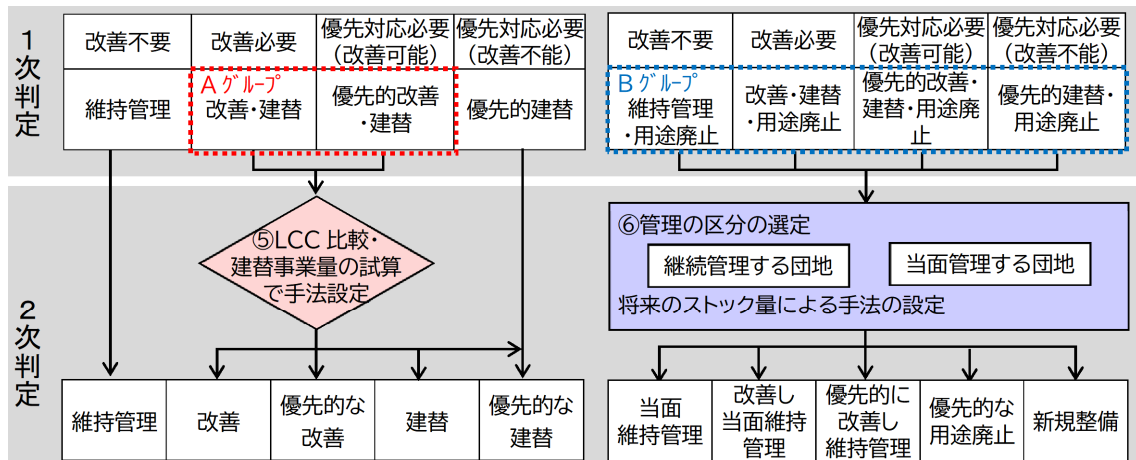 1次判定
改善不要
改善必要
優先対応必要
(改善可能)
優先対応必要
(改善不能)
維持管理
Aグループ
改善・建替
優先的改善
・建替
優先的建替
改善不要
改善必要
優先対応必要
(改善可能)
優先対応必要
(改善不能)
Bグループ
維持管理
・用途廃止
改善・建替
・用途廃止
優先的改善・
建替・用途廃
止
優先的建替・
用途廃止
2次判定
⑤LCC 比較・
建替事業量の試算
で手法設定
⑥管理の区分の選定
継続管理する団地
当面管理する団地
将来のストック量による手法の設定
維持管理
改善
優先的な
改善
建替
優先的な
建替
当面
維持管理
改善し
当面維持
管理
優先的に
改善し
維持管理
優先的な
用途廃止
新規整備